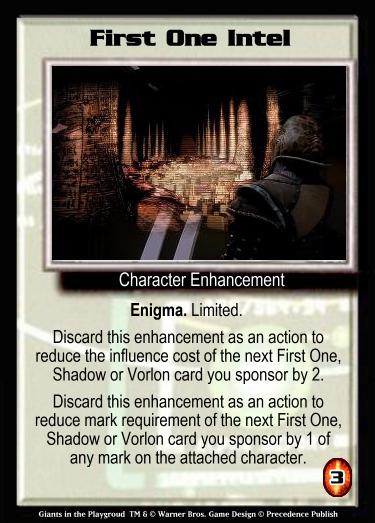 First One Intel
Character Enhancement
Enigma. Limited.
Discard this enhancement as an action to
reduce the influence cost of the next First One,
Shadow or Vorlon card you sponsor by 2.
Discard this enhancement as an action to
reduce mark requirement of the next First One,
Shadow or Vorlon card you sponsor by 1 of
any mark on the attached character.
3
Giants in the Playgroud TM & © Warner Bros. Game Design © Precedence Publish